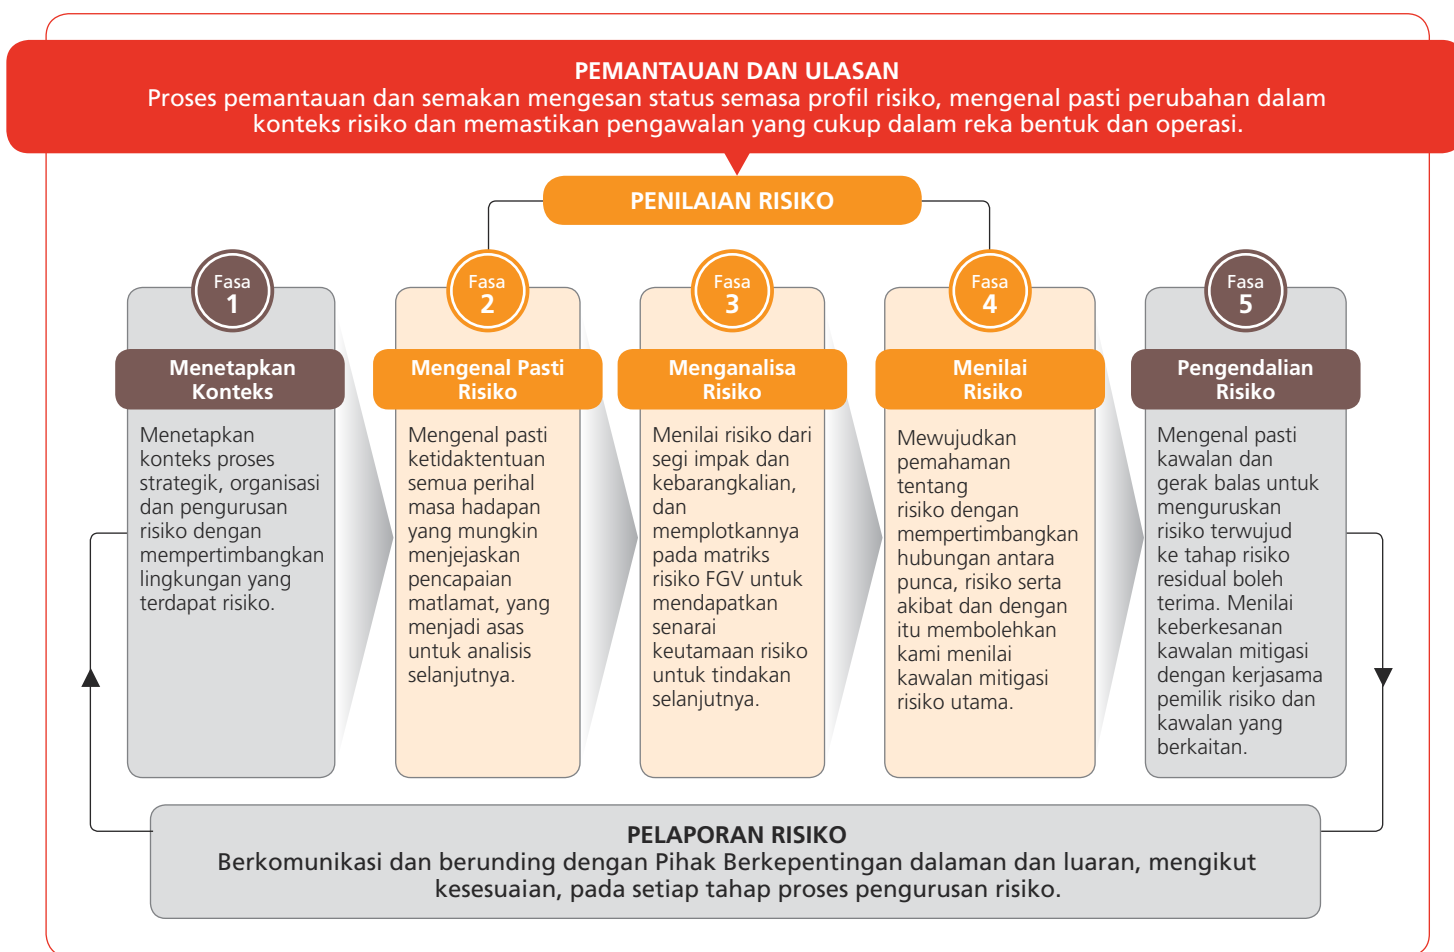 PEMANTAUAN DAN ULASAN
Proses pemantauan dan semakan mengesan status semasa profil risiko, mengenal pasti perubahan dalam
konteks risiko dan memastikan pengawalan yang cukup dalam reka bentuk dan operasi.
PENILAIAN RISIKO
Fasa
1
Menetapkan
Konteks
Menetapkan
konteks proses
strategik, organisasi
dan pengurusan
risiko dengan
mempertimbangkan
lingkungan yang
terdapat risiko.
Fasa
2
Mengenal Pasti
Risiko
Mengenal pasti
ketidaktentuan
semua perihal
masa hadapan
yang mungkin
menjejaskan
pencapaian
matlamat, yang
menjadi asas
untuk analisis
selanjutnya.
Fasa
3
Menganalisa
Risiko
Menilai risiko dari
segi impak dan
kebarangkalian,
dan
memplotkannya
pada matriks
risiko FGV untuk
mendapatkan
senarai
keutamaan risiko
untuk tindakan
selanjutnya.
Fasa
4
Menilai
Risiko
Mewujudkan
pemahaman
tentang
risiko dengan
mempertimbangkan
hubungan antara
punca, risiko serta
akibat dan dengan
itu membolehkan
kami menilai
kawalan mitigasi
risiko utama.
Fasa
5
Pengendalian
Risiko
Mengenal pasti
kawalan dan
gerak balas untuk
menguruskan
risiko terwujud
ke tahap risiko
residual boleh
terima. Menilai
keberkesanan
kawalan mitigasi
dengan kerjasama
pemilik risiko dan
kawalan yang
berkaitan.
PELAPORAN RISIKO
Berkomunikasi dan berunding dengan Pihak Berkepentingan dalaman dan luaran, mengikut
kesesuaian, pada setiap tahap proses pengurusan risiko.